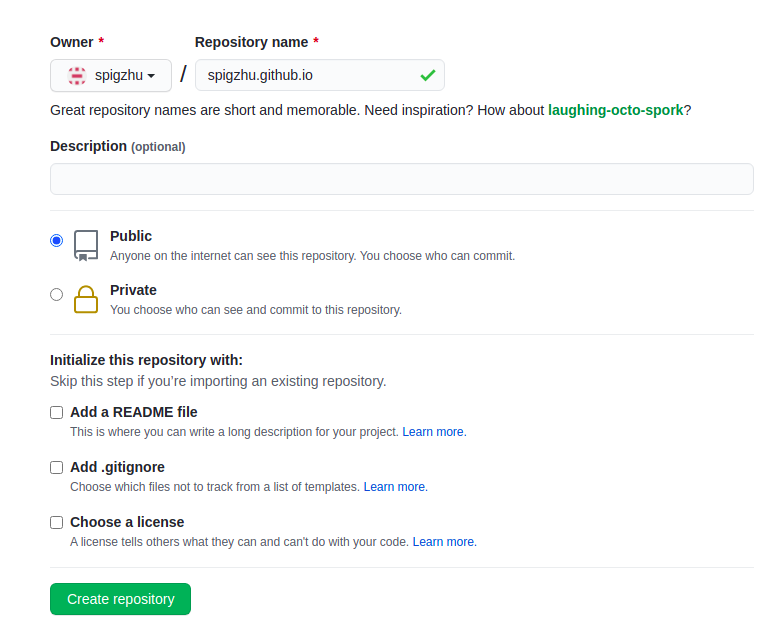 Owner *
Repository name *
spigzhu
/
spigzhu.github.io
Great repository names are short and memorable. Need inspiration? How about laughing-octo-spork?
Description (optional)
Public
Anyone on the internet can see this repository. You choose who can commit.
Private
You choose who can see and commit to this repository.
Initialize this repository with:
Skip this step if you’re importing an existing repository.
Add a README file
This is where you can write a long description for your project. Learn more.
Add .gitignore
Choose which files not to track from a list of templates. Learn more.
Choose a license
A license tells others what they can and can't do with your code. Learn more.
Create repository